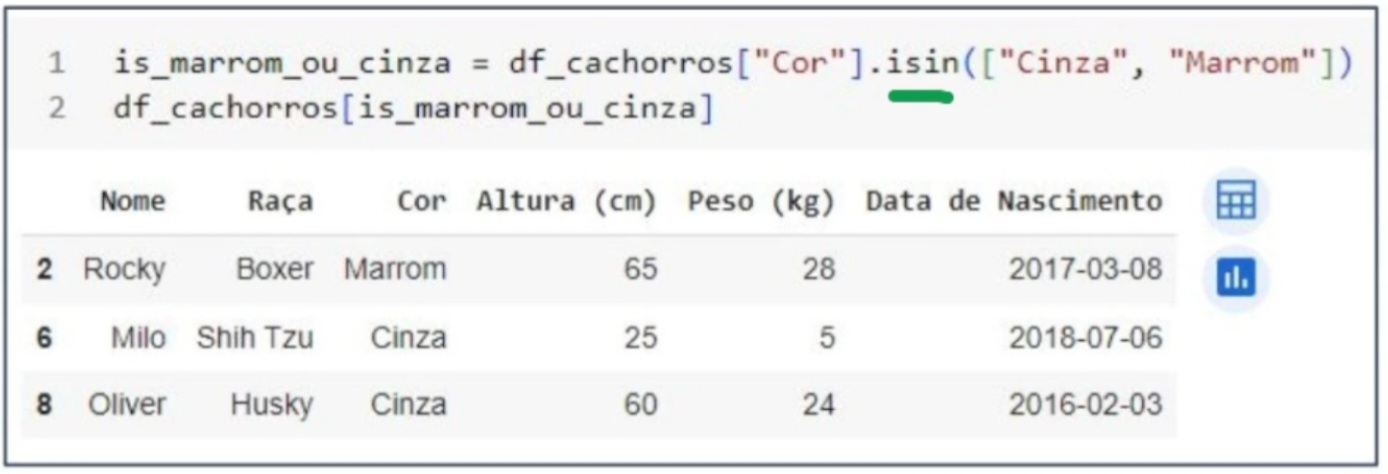 1 is_marrom_ou_cinza = df_cachorros["Cor"].isin(["Cinza", "Marrom"])
2 df_cachorros[is_marrom_ou_cinza]
Nome Raça Cor Altura (cm) Peso (kg) Data de Nascimento
2 Rocky Boxer Marrom 65 28 2017-03-08
6 Milo Shih Tzu Cinza 25 5 2018-07-06
8 Oliver Husky Cinza 60 24 2016-02-03